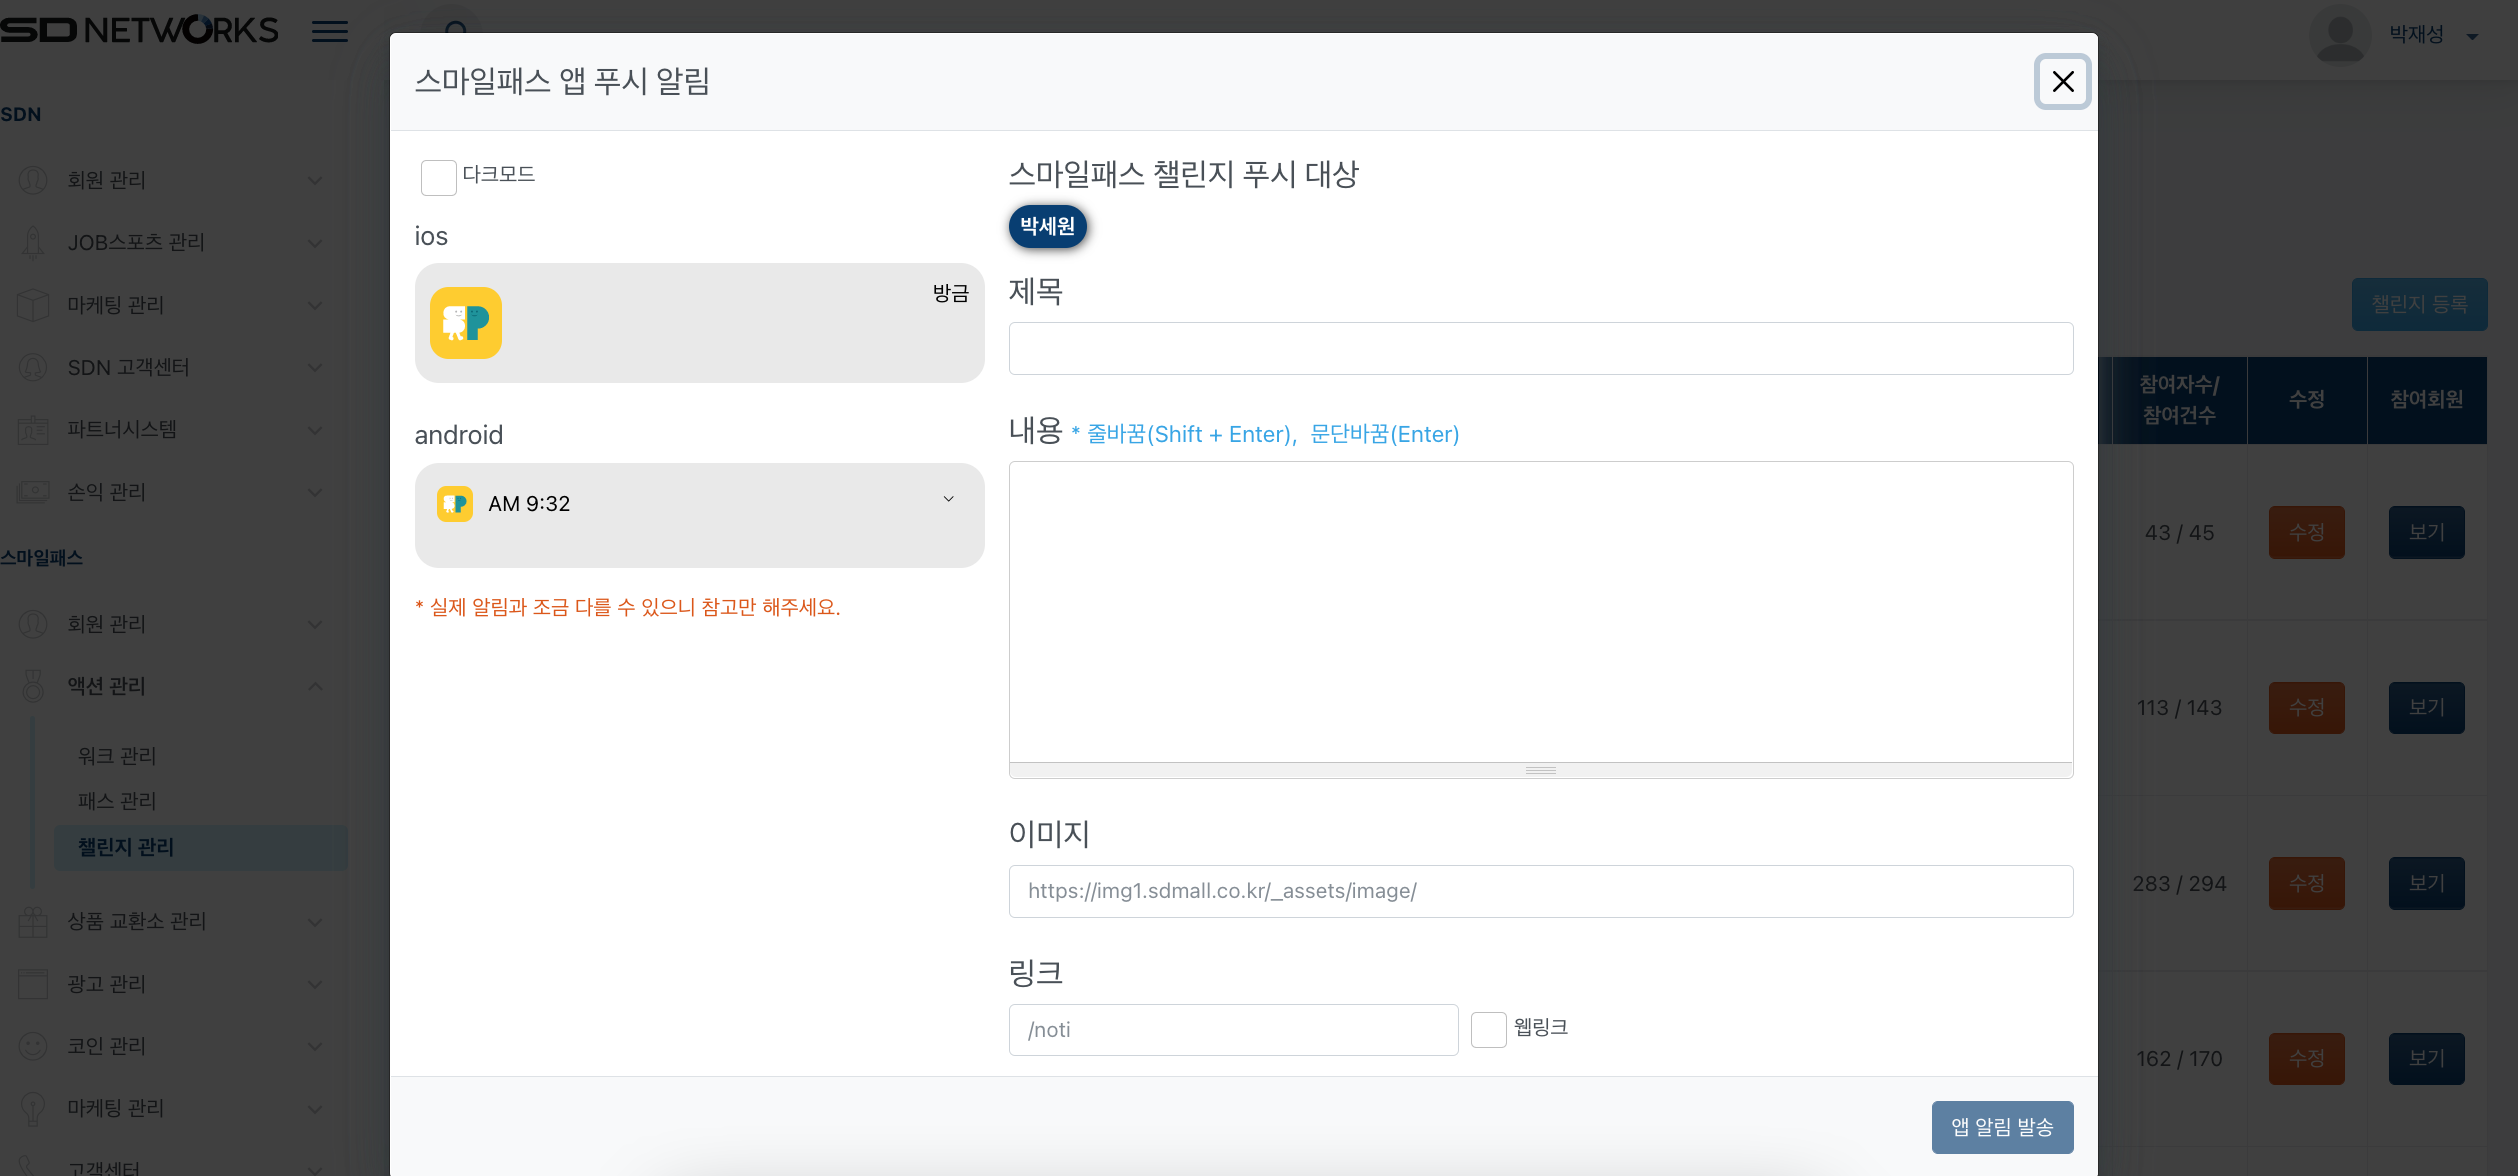 SD NETWORKS
박재성
SDN
회원 관리
JOB스포츠 관리
마케팅 관리
SDN 고객센터
파트너시스템
손익 관리
스마일패스
회원 관리
액션 관리
워크 관리
패스 관리
챌린지 관리
상품 교환소 관리
광고 관리
코인 관리
마케팅 관리
고객센터
스마일패스 앱 푸시 알림
다크모드
ios
방금
android
AM 9:32
* 실제 알림과 조금 다를 수 있으니 참고만 해주세요.
스마일패스 챌린지 푸시 대상
박세원
제목
내용 * 줄바꿈(Shift + Enter), 문단바꿈(Enter)
이미지
https://img1.sdmall.co.kr/_assets/image/
링크
/noti
웹링크
앱 알림 발송
챌린지 등록
참여자수/
참여건수
수정
참여회원
43 / 45
수정
보기
113 / 143
수정
보기
283 / 294
수정
보기
162 / 170
수정
보기